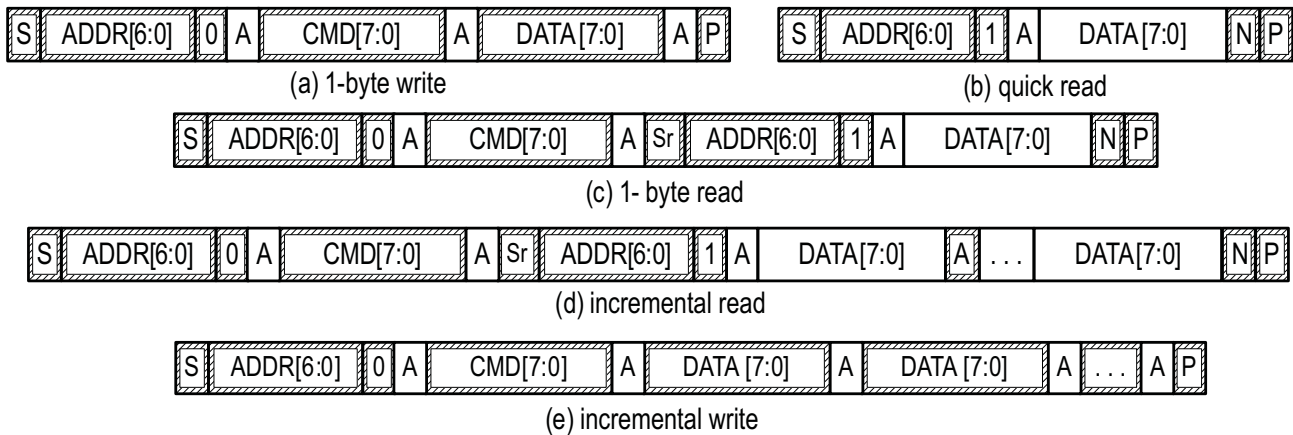 S ADDR[6:0] 0 A CMD[7:0] A DATA[7:0] A P
(a) 1-byte write
S ADDR[6:0] 1 A DATA[7:0] N P
(b) quick read
S ADDR[6:0] 0 A CMD[7:0] A Sr ADDR[6:0] 1 A DATA[7:0] N P
(c) 1- byte read
S ADDR[6:0] 0 A CMD[7:0] A Sr ADDR[6:0] 1 A DATA[7:0] A . . . DATA[7:0] N P
(d) incremental read
S ADDR[6:0] 0 A CMD[7:0] A DATA [7:0] A DATA [7:0] A . . . A P
(e) incremental write